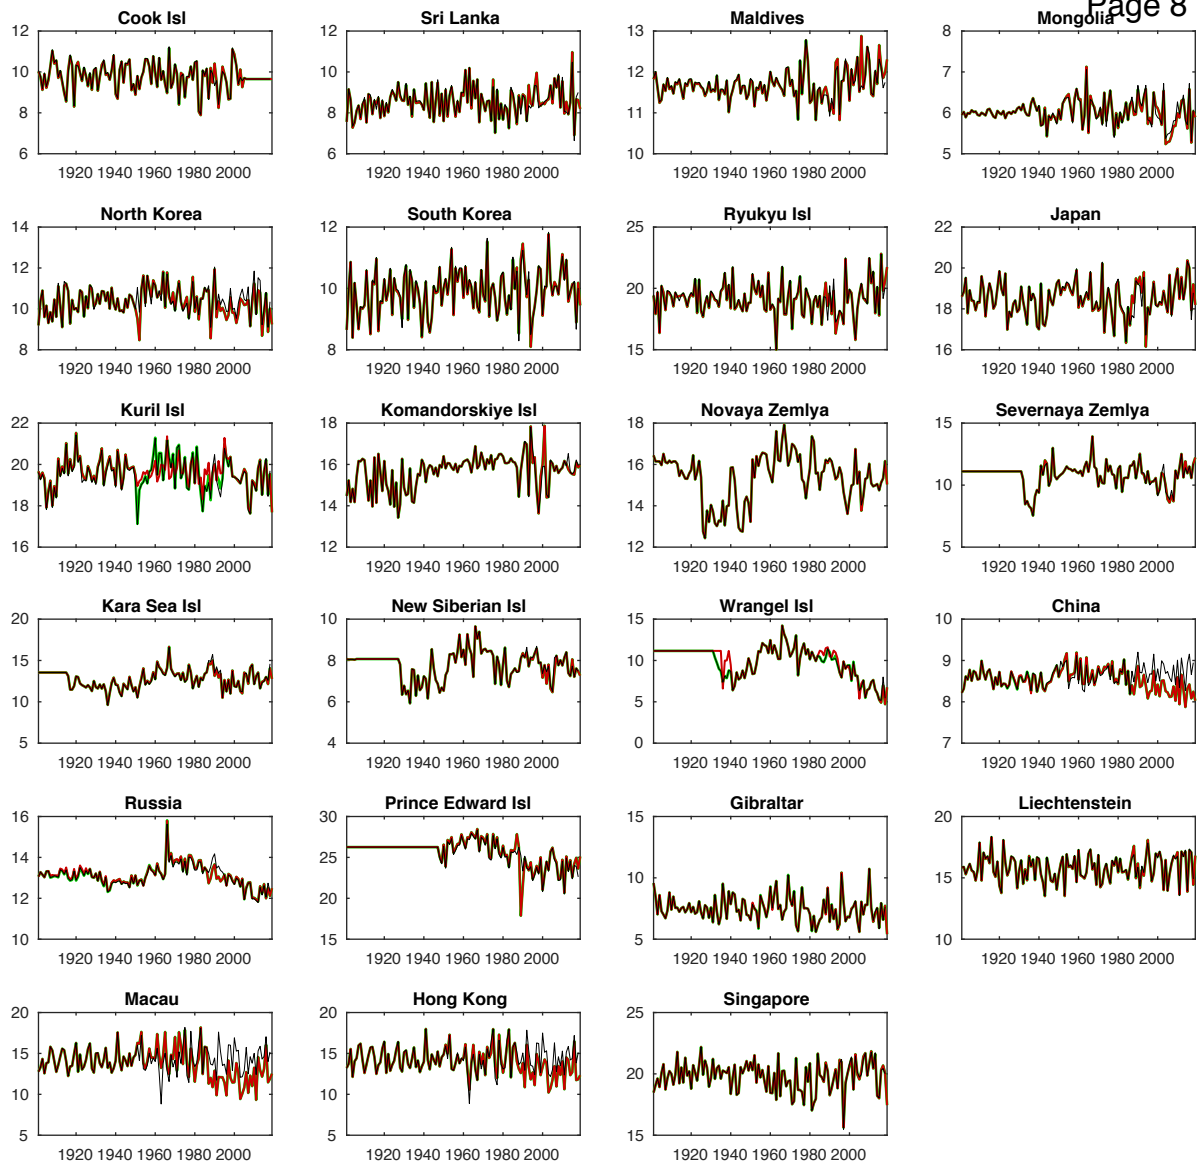 Page 8
Cook Isl Sri Lanka Maldives Mongolia
12 12 13 8
10 10 12 7
8 8 11 6
6 6 10 5
1920 1940 1960 1980 2000 1920 1940 1960 1980 2000 1920 1940 1960 1980 2000 1920 1940 1960 1980 2000
North Korea South Korea Ryukyu Isl Japan
14 12 25 22
12 20
10 20 18
10
8 8 15 16
1920 1940 1960 1980 2000 1920 1940 1960 1980 2000 1920 1940 1960 1980 2000 1920 1940 1960 1980 2000
Kuril Isl Komandorskiye Isl Novaya Zemlya Severnaya Zemlya
22 18 18 15
20 16 16
10
18 14 14
16 12 12 5
1920 1940 1960 1980 2000 1920 1940 1960 1980 2000 1920 1940 1960 1980 2000 1920 1940 1960 1980 2000
Kara Sea Isl New Siberian Isl Wrangel Isl China
20 10 15 10
15 8 10 9
10 6 5 8
5 4 0 7
1920 1940 1960 1980 2000 1920 1940 1960 1980 2000 1920 1940 1960 1980 2000 1920 1940 1960 1980 2000
Russia Prince Edward Isl Gibraltar Liechtenstein
16 30 15 20
14 25
10 15
12 20
10 15 5 10
1920 1940 1960 1980 2000 1920 1940 1960 1980 2000 1920 1940 1960 1980 2000 1920 1940 1960 1980 2000
Macau Hong Kong Singapore
20 20 25
15 15
20
10 10
5 5 15
1920 1940 1960 1980 2000 1920 1940 1960 1980 2000 1920 1940 1960 1980 2000